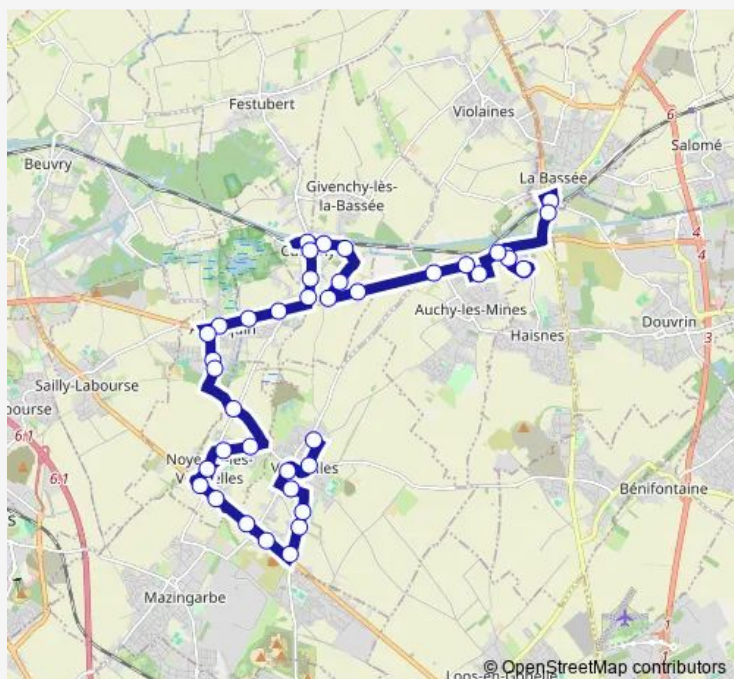 Festubert
Violaines
6
Salomé
Beuvry
La Bassée
Givenchy-lès-
la-Bassée
4
4
Auchy-les-Mines
Douvrin
3
Haisnes
Sailly-Labourse
bourse
6.1
6.1
Bénifontaine
Mazingarbe
1
1
© OpenStreetMap contributors